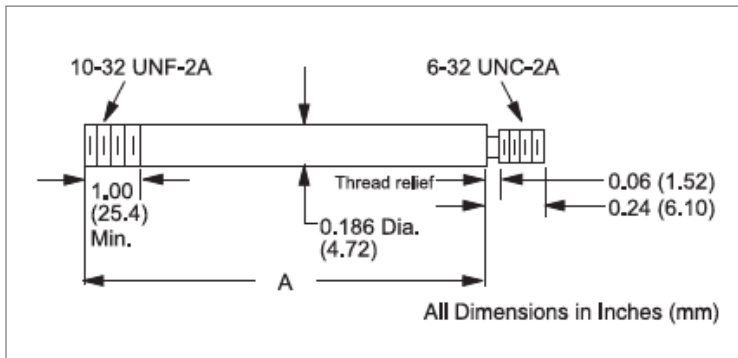 10-32 UNF-2A
6-32 UNC-2A
Thread relief
0.06 (1.52)
1.00
(25.4)
Min.
0.24 (6.10)
0.186 Dia.
(4.72)
A
All Dimensions in Inches (mm)